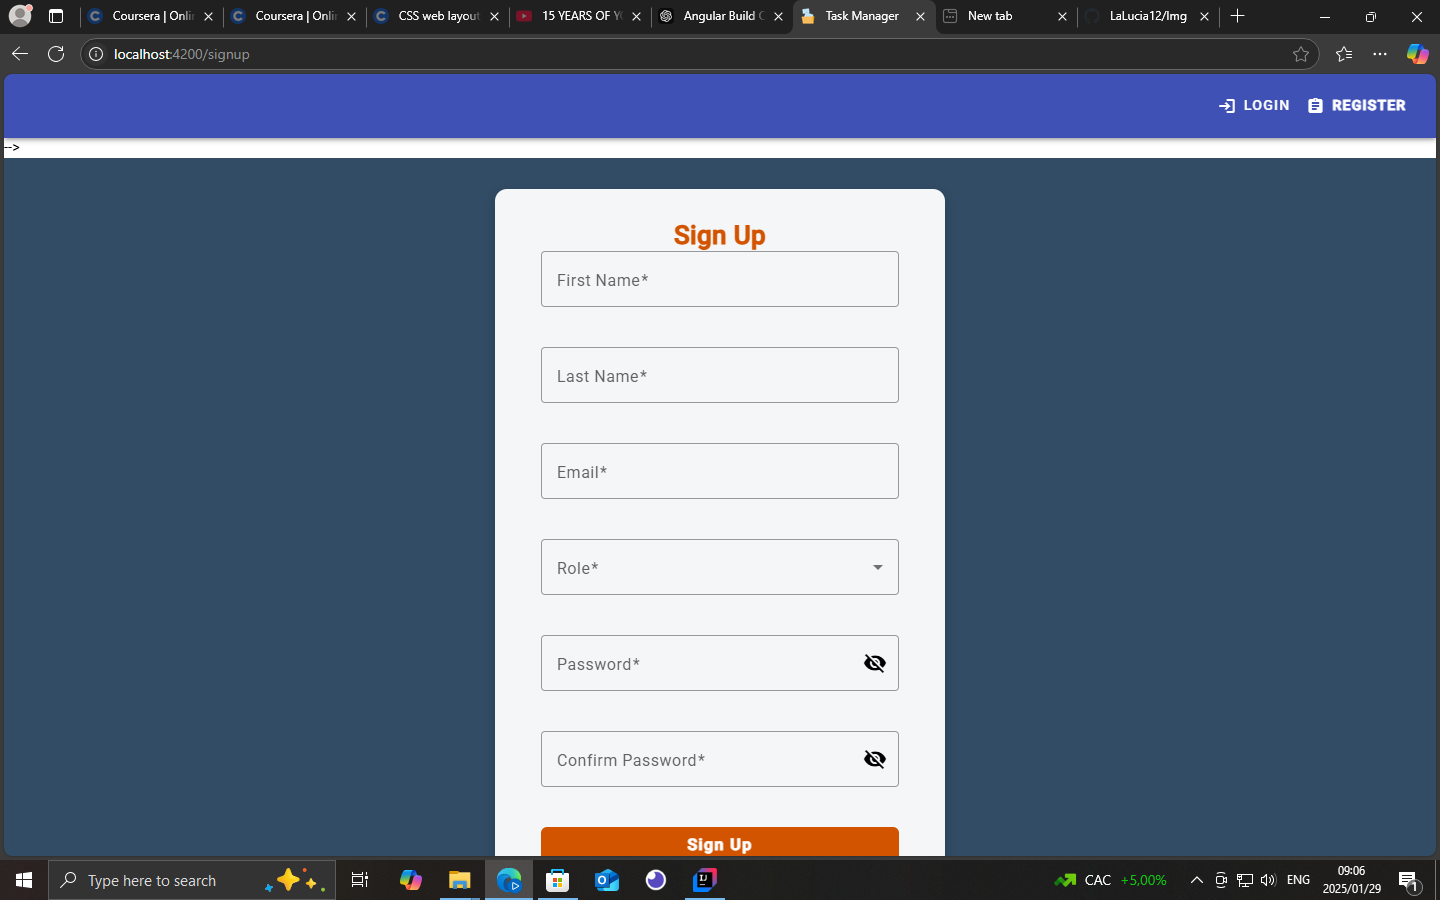 Coursera | Onli
Coursera | Onli
CSS web layout
15 YEARS OF Y
Angular Build C
Task Manager
New tab
LaLucia12/Img
localhost:4200/signup
LOGIN
REGISTER
-->
Sign Up
First Name*
Last Name*
Email*
Role*
Password*
Confirm Password*
Sign Up
Type here to search
CAC +5,00%
ENG
09:06
2025/01/29
1